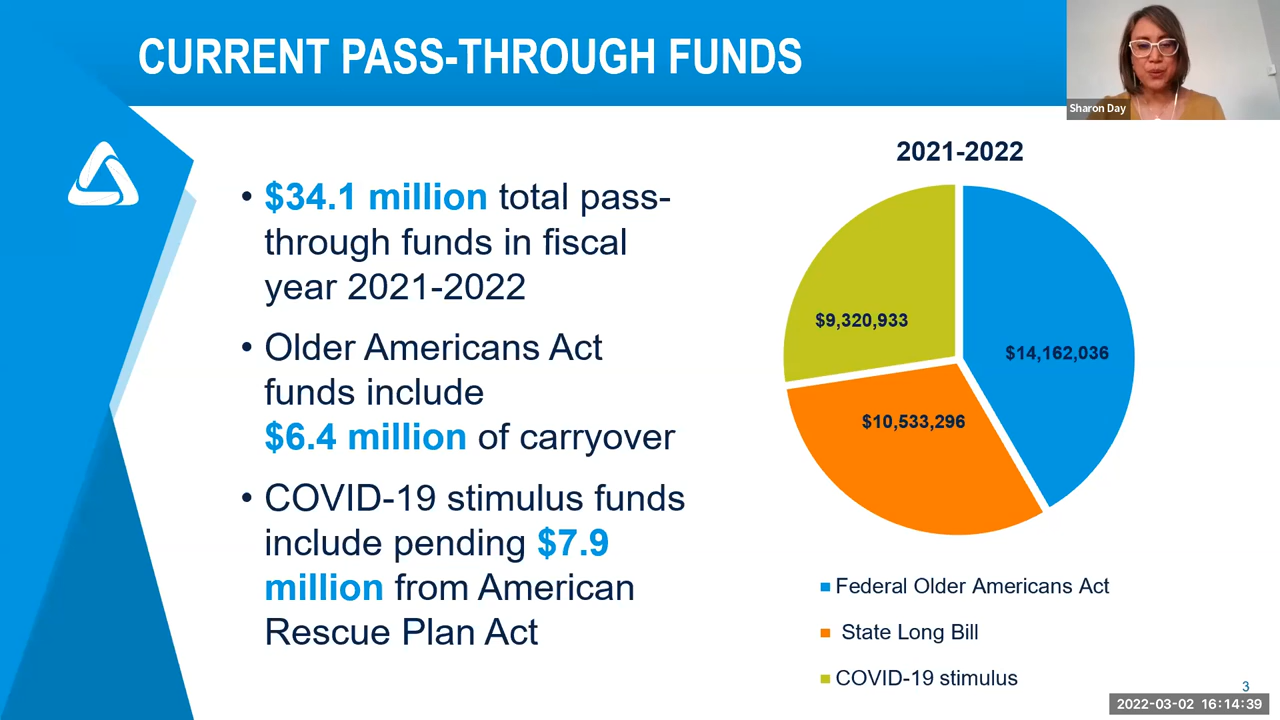 CURRENT PASS-THROUGH FUNDS
Sharon Day
• $34.1 million total pass-
through funds in fiscal
year 2021-2022
• Older Americans Act
funds include
$6.4 million of carryover
• COVID-19 stimulus funds
include pending $7.9
million from American
Rescue Plan Act
2021-2022
$9,320,933
$14,162,036
$10,533,296
Federal Older Americans Act
State Long Bill
COVID-19 stimulus
3
2022-03-02 16:14:39